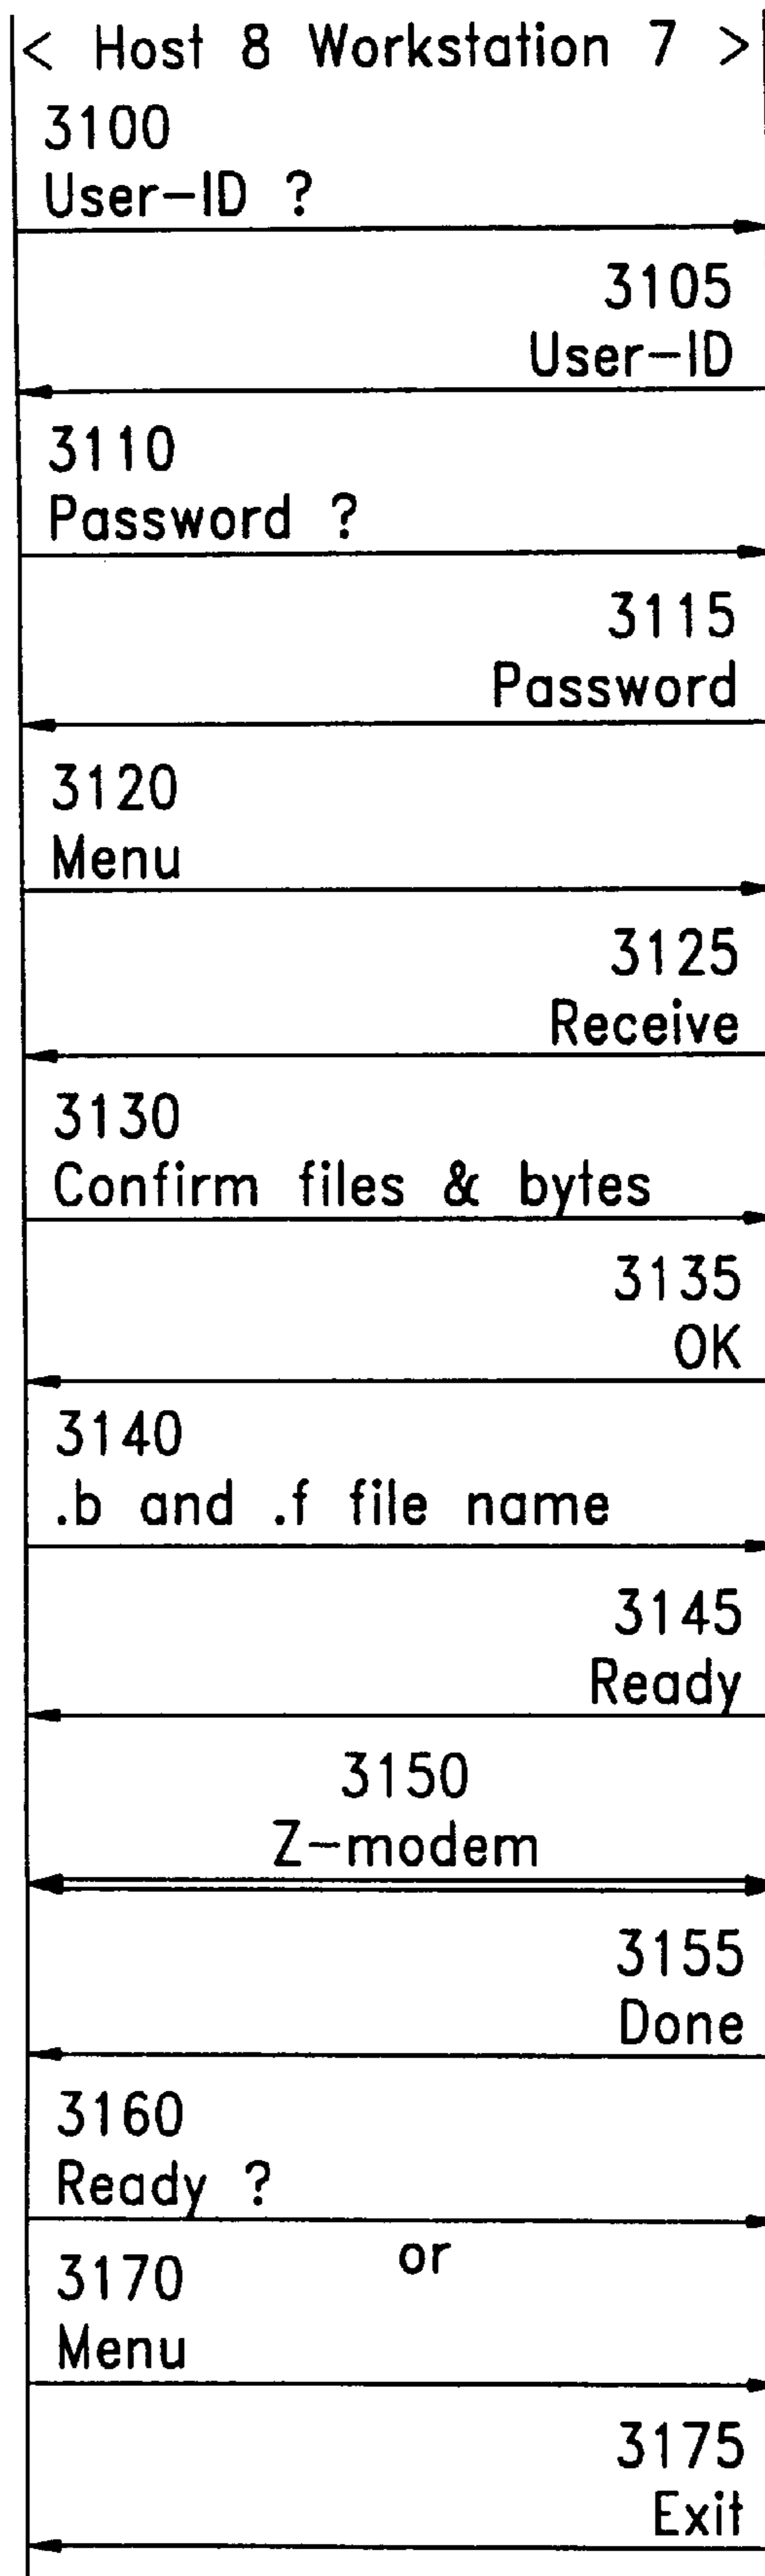 < Host 8 Workstation 7 >
3100
User-ID ?
3105
User-ID
3110
Password ?
3115
Password
3120
Menu
3125
Receive
3130
Confirm files & bytes
3135
OK
3140
.b and .f file name
3145
Ready
3150
Z-modem
3155
Done
3160
Ready ?
or
3170
Menu
3175
Exit